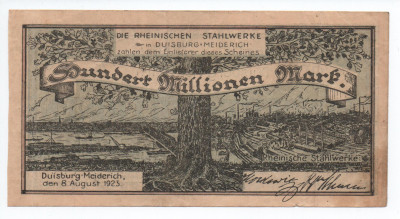 DIE RHEINISCHEN STAHLWERKE
in DUISBURG-MEIDERICH
zahlen dem Einlieferer dieses Scheines
Hundert Millionen Mark.
Rheinische Stahlwerke
Duisburg-Meiderich,
den 8. August 1923.